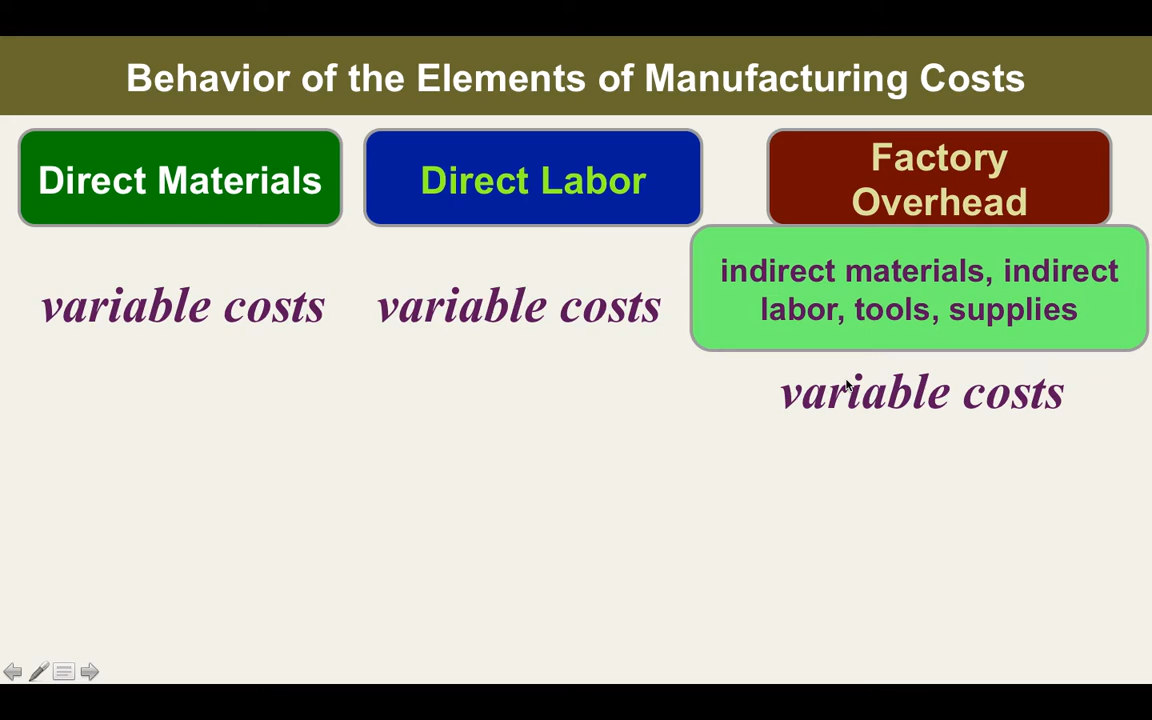 Behavior of the Elements of Manufacturing Costs
Direct Materials
Direct Labor
Factory
Overhead
variable costs
variable costs
indirect materials, indirect
labor, tools, supplies
variable costs